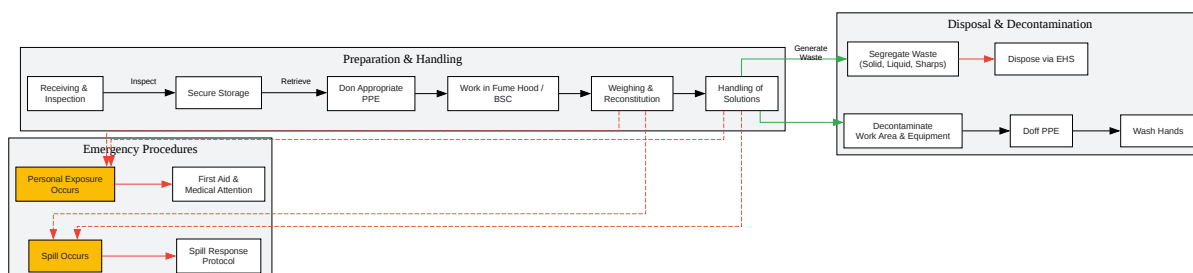 Disposal & Decontamination
Generate
Waste
Segregate Waste
(Solid, Liquid, Sharps)
Dispose via EHS
Decontaminate
Work Area & Equipment
Doff PPE
Wash Hands
Preparation & Handling
Receiving &
Inspection
Inspect
Secure Storage
Retrieve
Don Appropriate
PPE
Work in Fume Hood /
BSC
Weighing &
Reconstitution
Handling of
Solutions
Emergency Procedures
Personal Exposure
Occurs
First Aid &
Medical Attention
Spill Occurs
Spill Response
Protocol